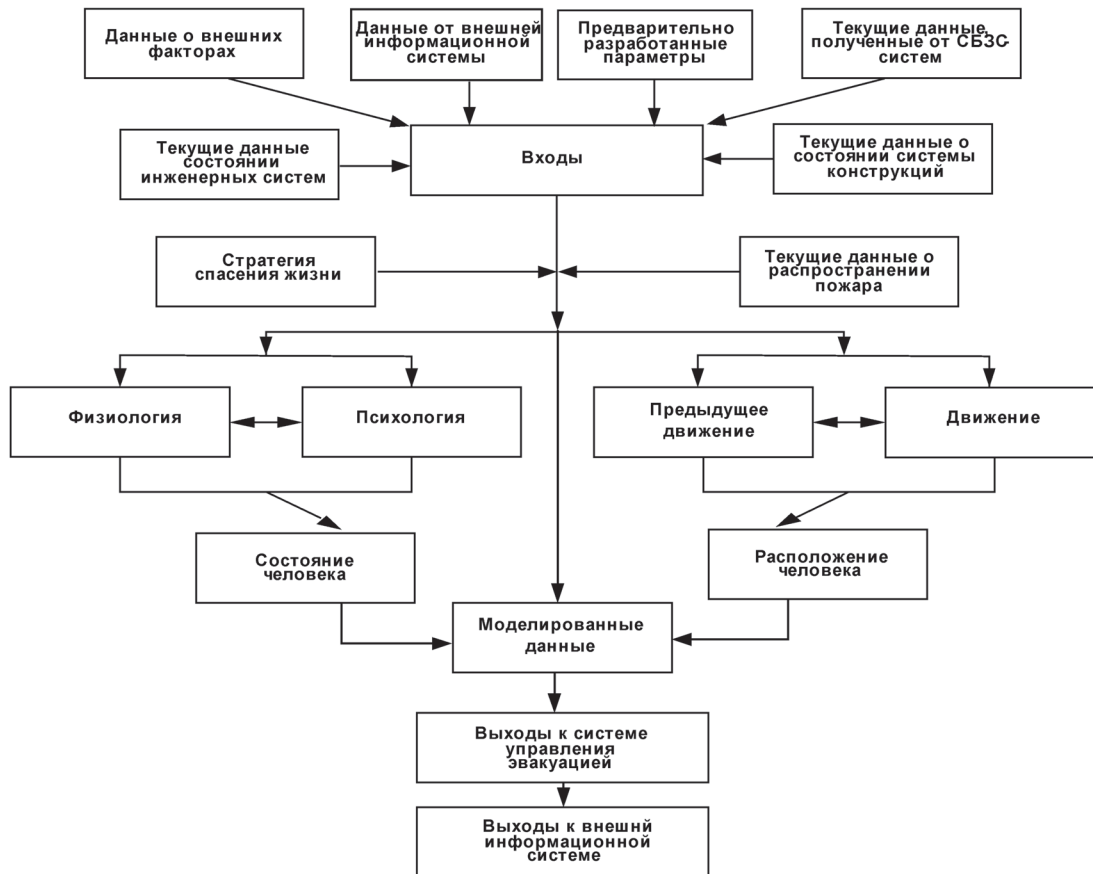 Данные о внешних
факторах
Данные от внешней
информационной
системы
Предварительно
разработанные
параметры
Текущие данные,
полученные от СБЗС-
систем
Текущие данные
состоянии
инженерных систем
Входы
Текущие данные о
состоянии системы
конструкций
Стратегия
спасения жизни
Текущие данные о
распространении
пожара
Физиология
Психология
Предыдущее
движение
Движение
Состояние
человека
Расположение
человека
Моделированные
данные
Выходы к системе
управления
эвакуацией
Выходы к внешнй
информационной
системе